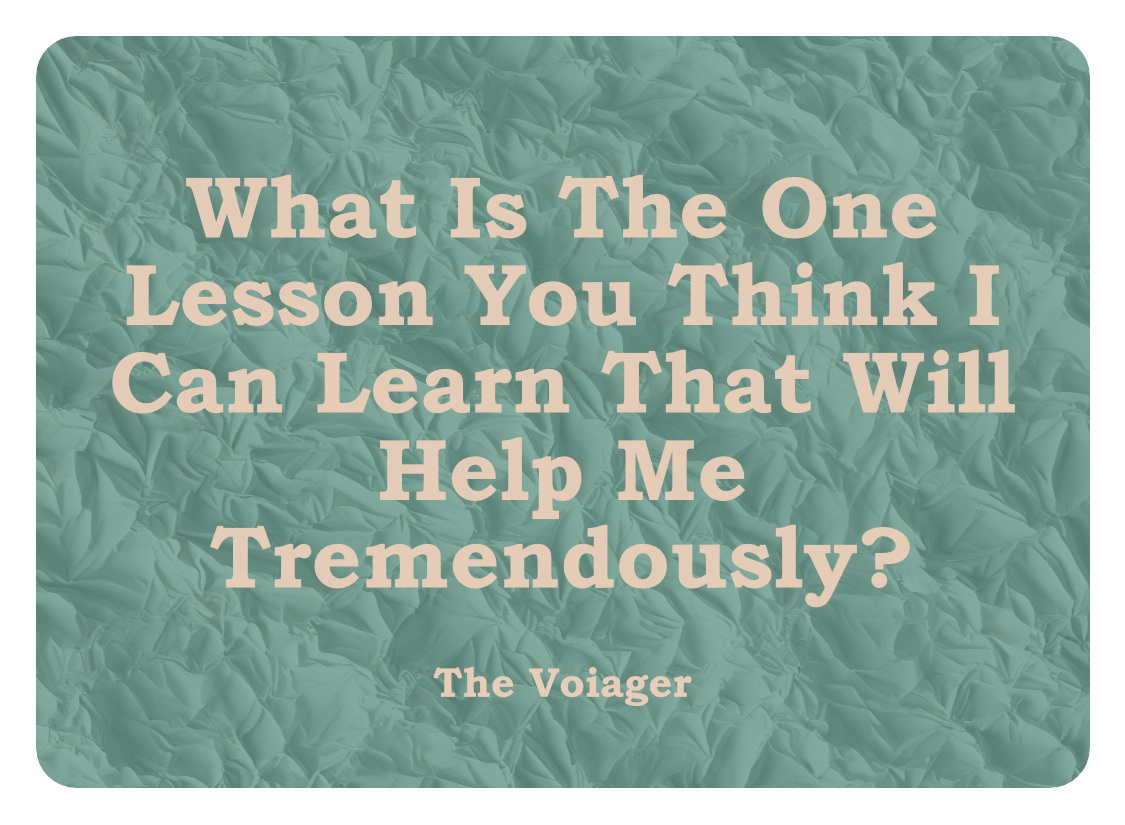 What Is The One
Lesson You Think I
Can Learn That Will
Help Me
Tremendously?
The Voiager